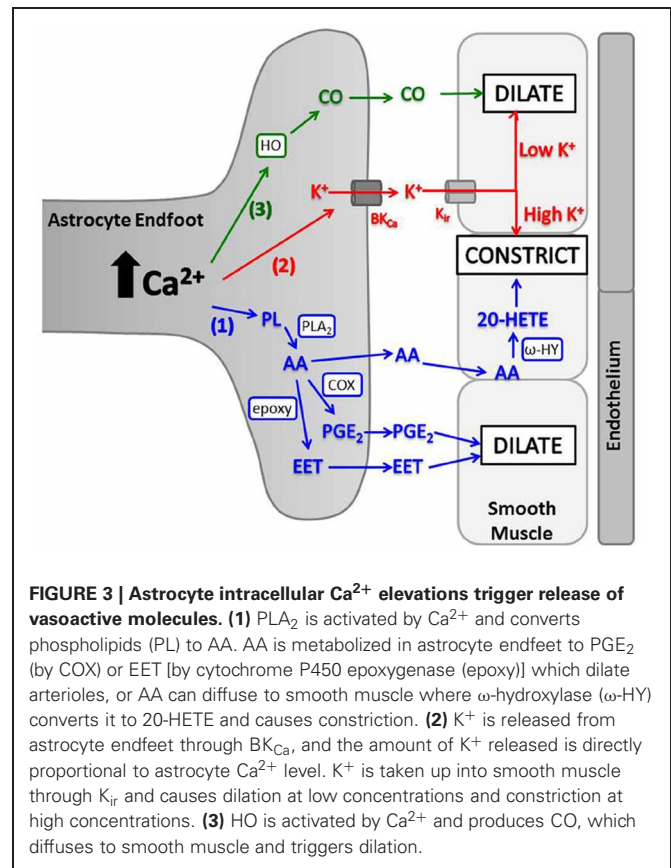 CO
CO
DILATE
HO
Low K⁺
K⁺
K⁺
BK_Ca
K_ir
High K⁺
Astrocyte Endfoot
(3)
Ca²⁺
(2)
CONSTRICT
(1)
PL
PLA₂
20-HETE
ω-HY
AA
AA
AA
COX
epoxy
PGE₂
PGE₂
DILATE
EET
EET
Smooth
Muscle
Endothelium
FIGURE 3 | Astrocyte intracellular Ca²⁺ elevations trigger release of
vasoactive molecules. (1) PLA₂ is activated by Ca²⁺ and converts
phospholipids (PL) to AA. AA is metabolized in astrocyte endfeet to PGE₂
(by COX) or EET [by cytochrome P450 epoxygenase (epoxy)] which dilate
arterioles, or AA can diffuse to smooth muscle where ω-hydroxylase (ω-HY)
converts it to 20-HETE and causes constriction. (2) K⁺ is released from
astrocyte endfeet through BK_Ca, and the amount of K⁺ released is directly
proportional to astrocyte Ca²⁺ level. K⁺ is taken up into smooth muscle
through K_ir and causes dilation at low concentrations and constriction at
high concentrations. (3) HO is activated by Ca²⁺ and produces CO, which
diffuses to smooth muscle and triggers dilation.